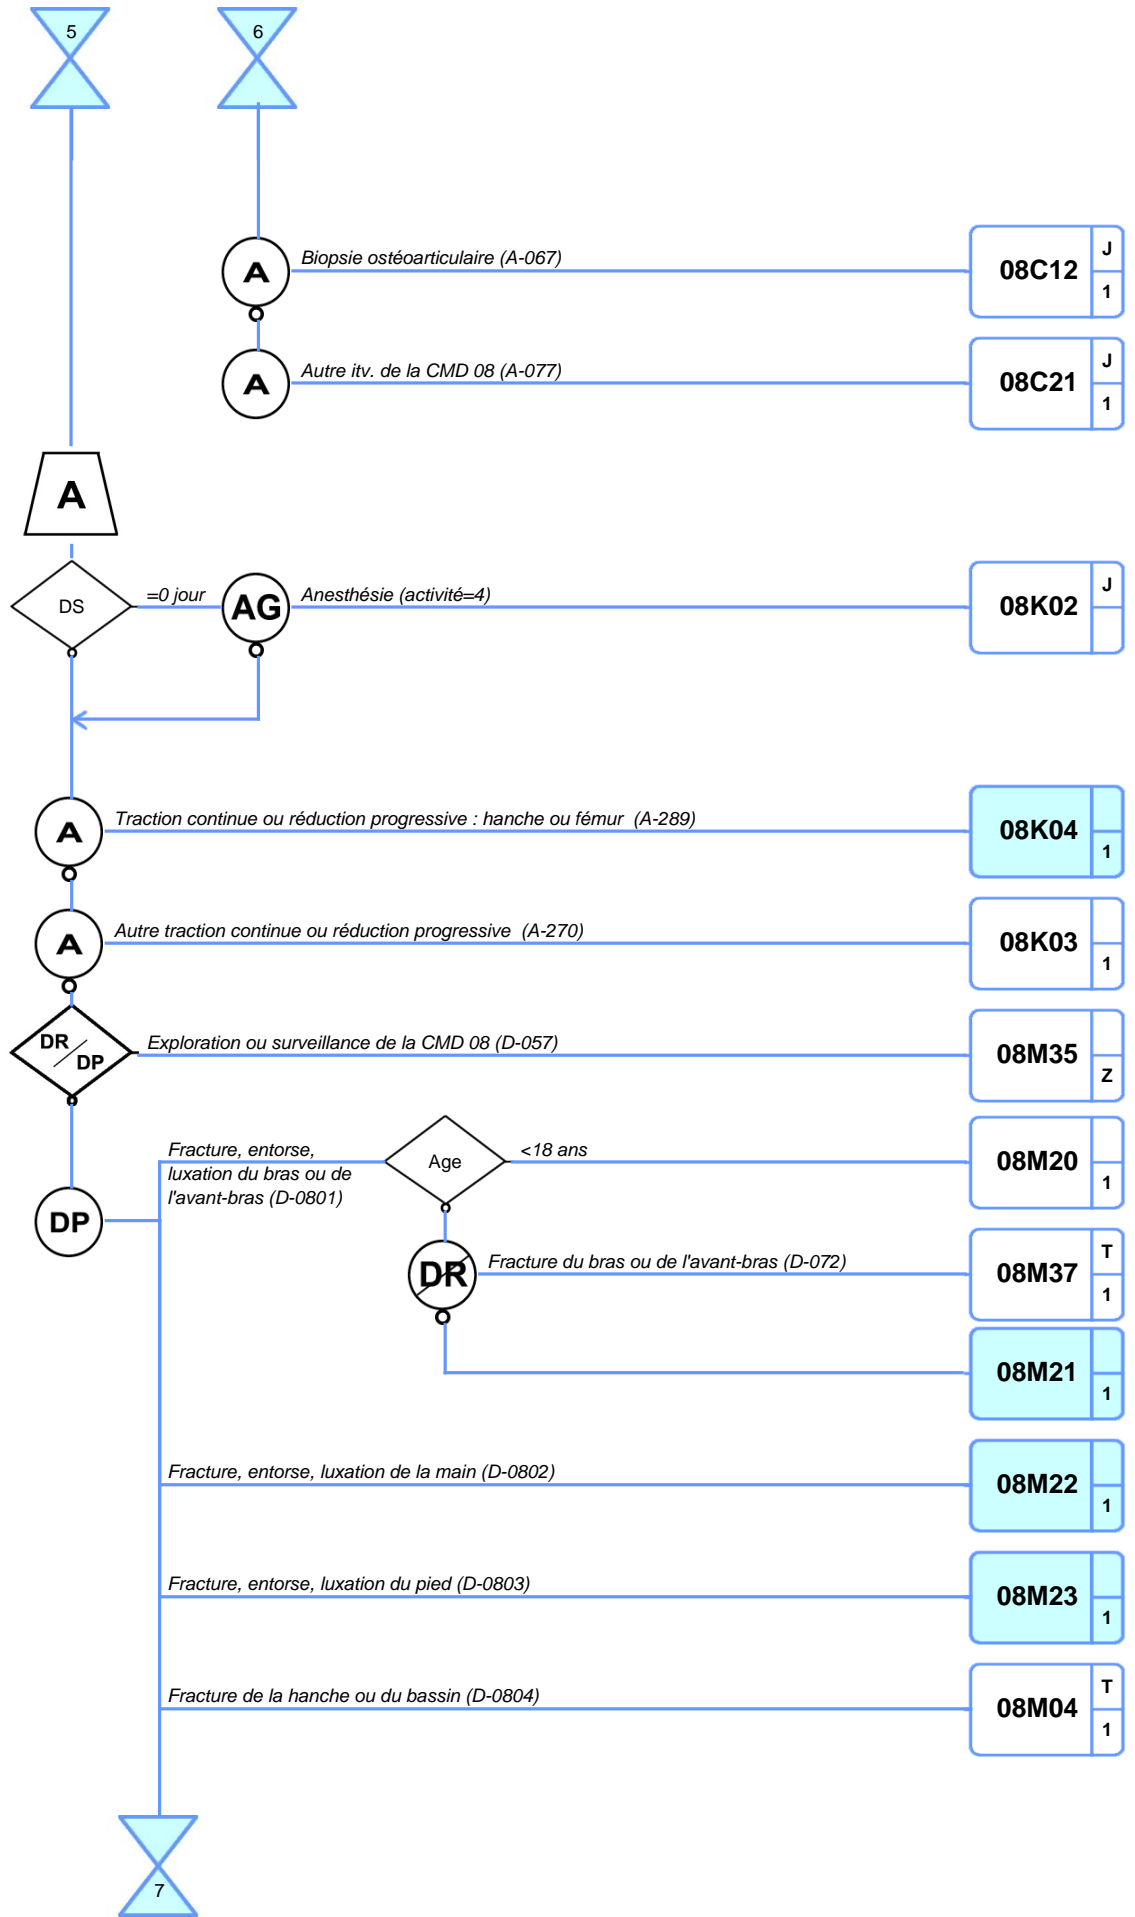 5
6
A
Biopsie ostéoarticulaire (A-067)
08C12
J
1
A
Autre itv. de la CMD 08 (A-077)
08C21
J
1
A
DS
=0 jour
AG
Anesthésie (activité=4)
08K02
J
A
Traction continue ou réduction progressive : hanche ou fémur (A-289)
08K04
1
A
Autre traction continue ou réduction progressive (A-270)
08K03
1
DR
DP
Exploration ou surveillance de la CMD 08 (D-057)
08M35
Z
DP
Fracture, entorse,
luxation du bras ou de
l'avant-bras (D-0801)
Age
<18 ans
08M20
1
DR
Fracture du bras ou de l'avant-bras (D-072)
08M37
T
1
08M21
1
Fracture, entorse, luxation de la main (D-0802)
08M22
1
Fracture, entorse, luxation du pied (D-0803)
08M23
1
Fracture de la hanche ou du bassin (D-0804)
08M04
T
1
7